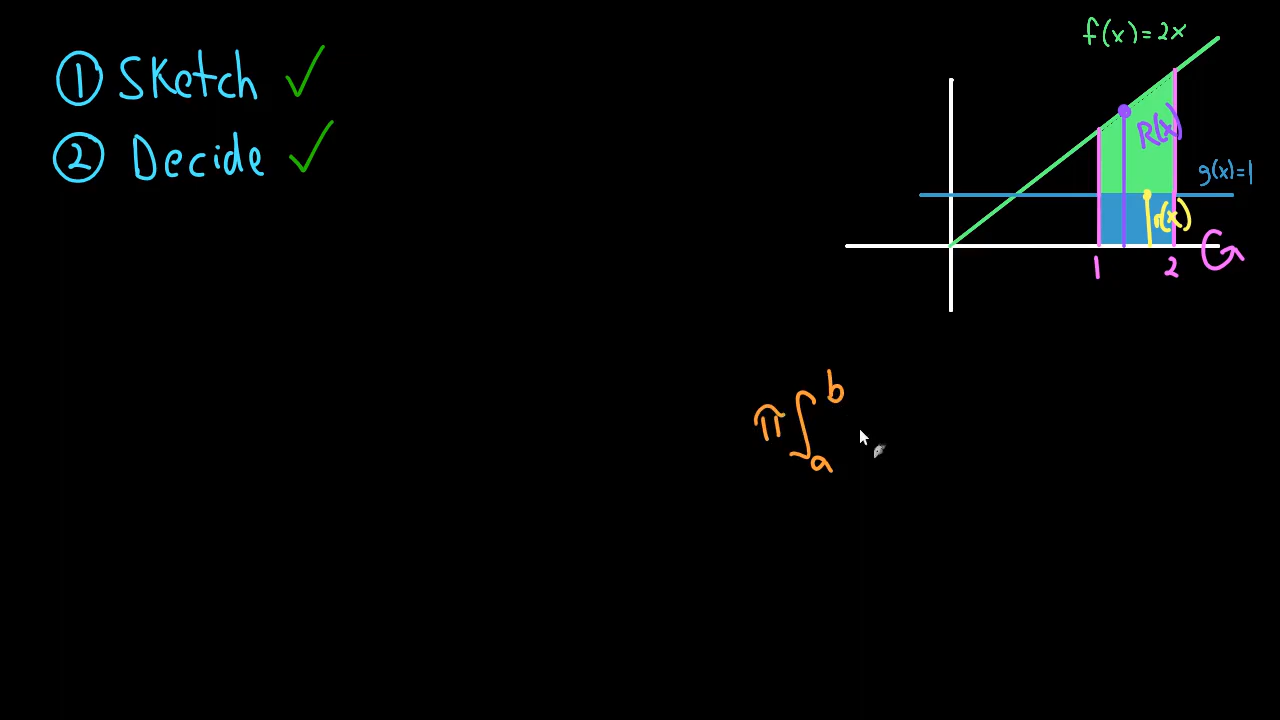 ① Sketch ✓
② Decide ✓
f(x)=2x
R(x)
g(x)=1
r(x)
1 2
π∫ₐᵇ